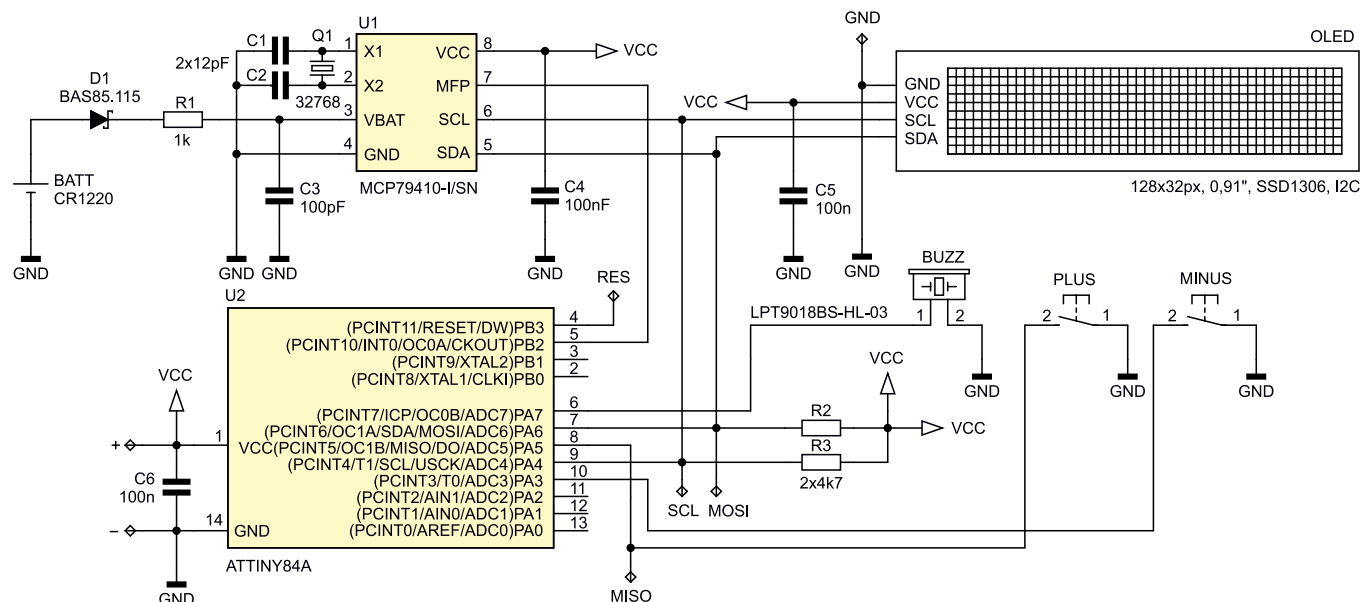 U1
C1
2x12pF
C2
Q1
32768
1 X1
2 X2
3 VBAT
4 GND
VCC 8
MFP 7
SCL 6
SDA 5
MCP79410-I/SN
VCC
D1
BAS85.115
R1
1k
BATT
CR1220
C3
100pF
C4
100nF
GND
GND
GND
GND
GND
OLED
VCC
GND
VCC
SCL
SDA
128x32px, 0,91", SSD1306, I2C
C5
100n
GND
GND
BUZZ
LPT9018BS-HL-03
1 2
GND
PLUS
2 1
GND
MINUS
2 1
GND
RES
U2
(PCINT11/RESET/DW)PB3 4
(PCINT10/INT0/OC0A/CKOUT)PB2 5
(PCINT9/XTAL2)PB1 3
(PCINT8/XTAL1/CLKI)PB0 2
(PCINT7/ICP/OC0B/ADC7)PA7 6
(PCINT6/OC1A/SDA/MOSI/ADC6)PA6 7
1 VCC(PCINT5/OC1B/MISO/DO/ADC5)PA5 8
(PCINT4/T1/SCL/USCK/ADC4)PA4 9
(PCINT3/T0/ADC3)PA3 10
(PCINT2/AIN1/ADC2)PA2 11
(PCINT1/AIN0/ADC1)PA1 12
14 GND (PCINT0/AREF/ADC0)PA0 13
ATTINY84A
VCC
+
C6
100n
–
GND
R2
R3
2x4k7
VCC
VCC
SCL
MOSI
MISO